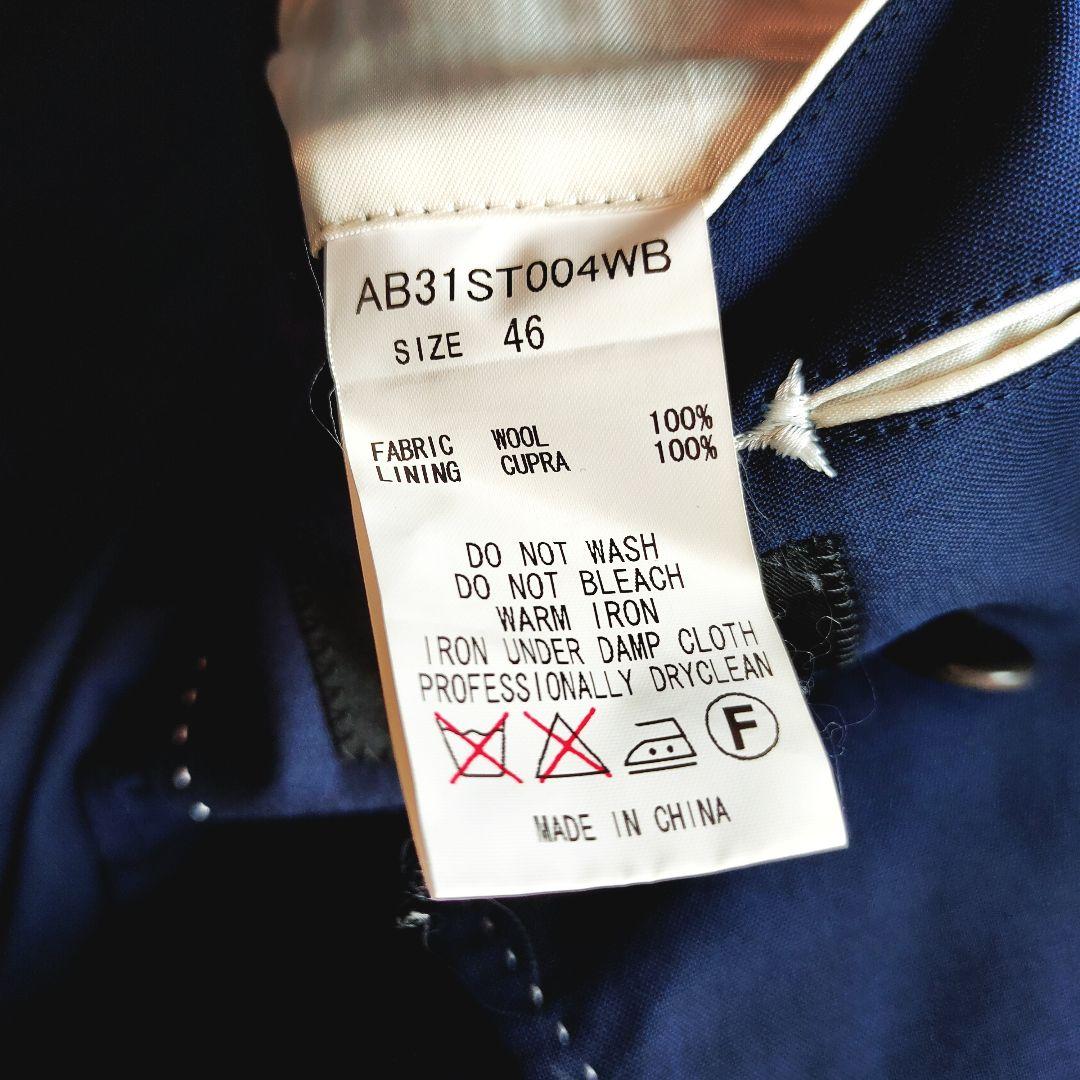 AB31ST004WB
SIZE 46
FABRIC WOOL 100%
LINING CUPRA 100%
DO NOT WASH
DO NOT BLEACH
WARM IRON
IRON UNDER DAMP CLOTH
PROFESSIONALLY DRYCLEAN
F
MADE IN CHINA